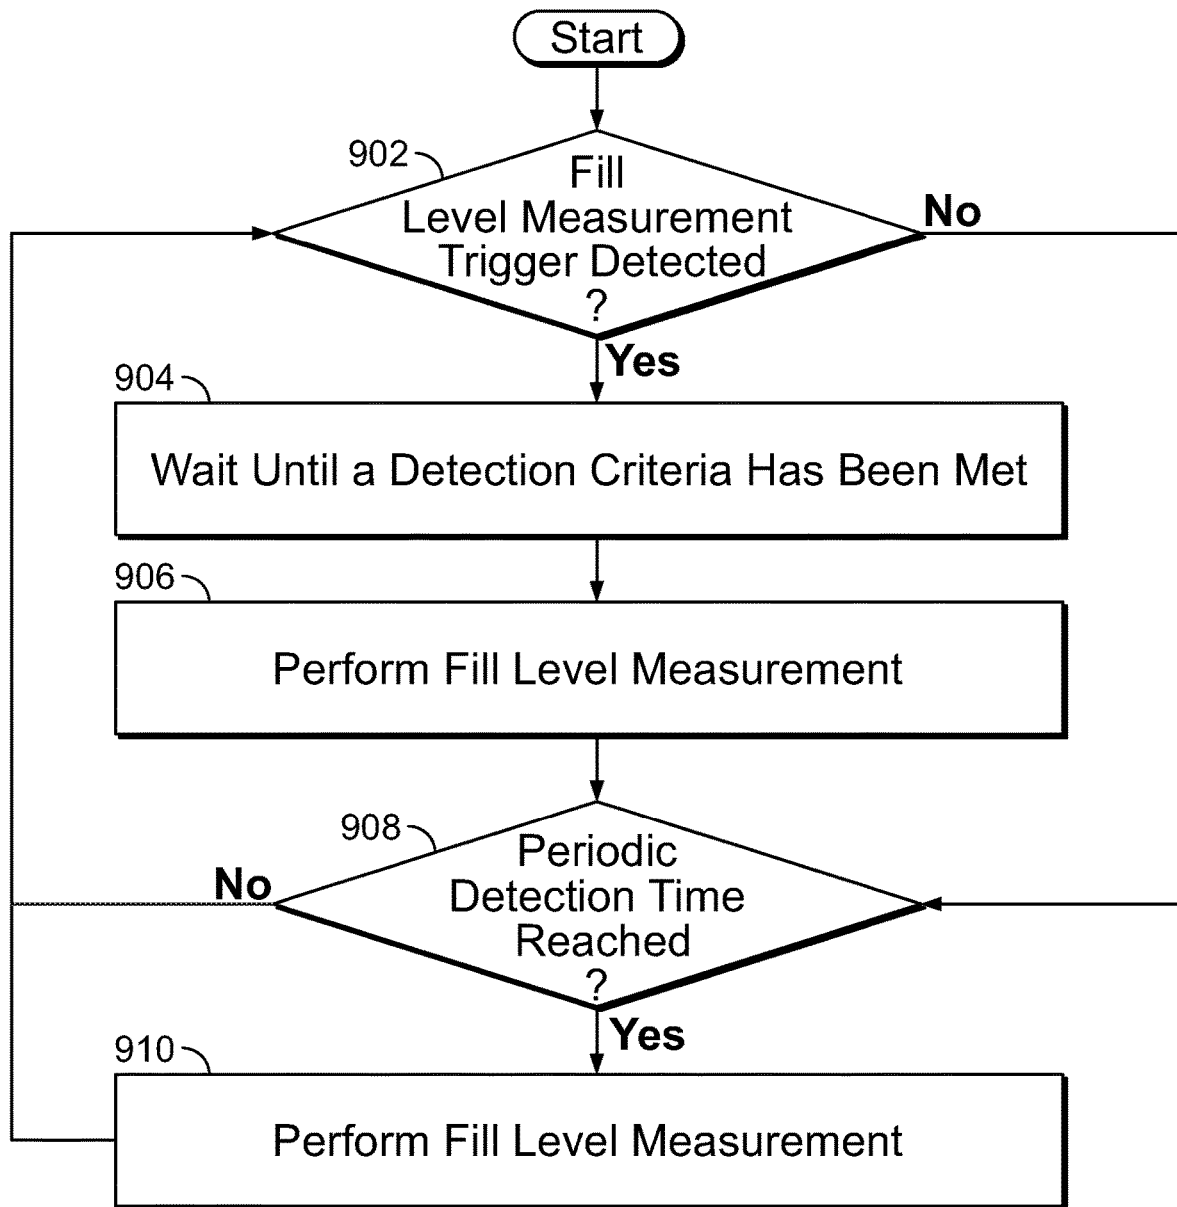 Start
902
Fill
Level Measurement
Trigger Detected
?
No
Yes
904
Wait Until a Detection Criteria Has Been Met
906
Perform Fill Level Measurement
908
Periodic
Detection Time
Reached
?
No
Yes
910
Perform Fill Level Measurement